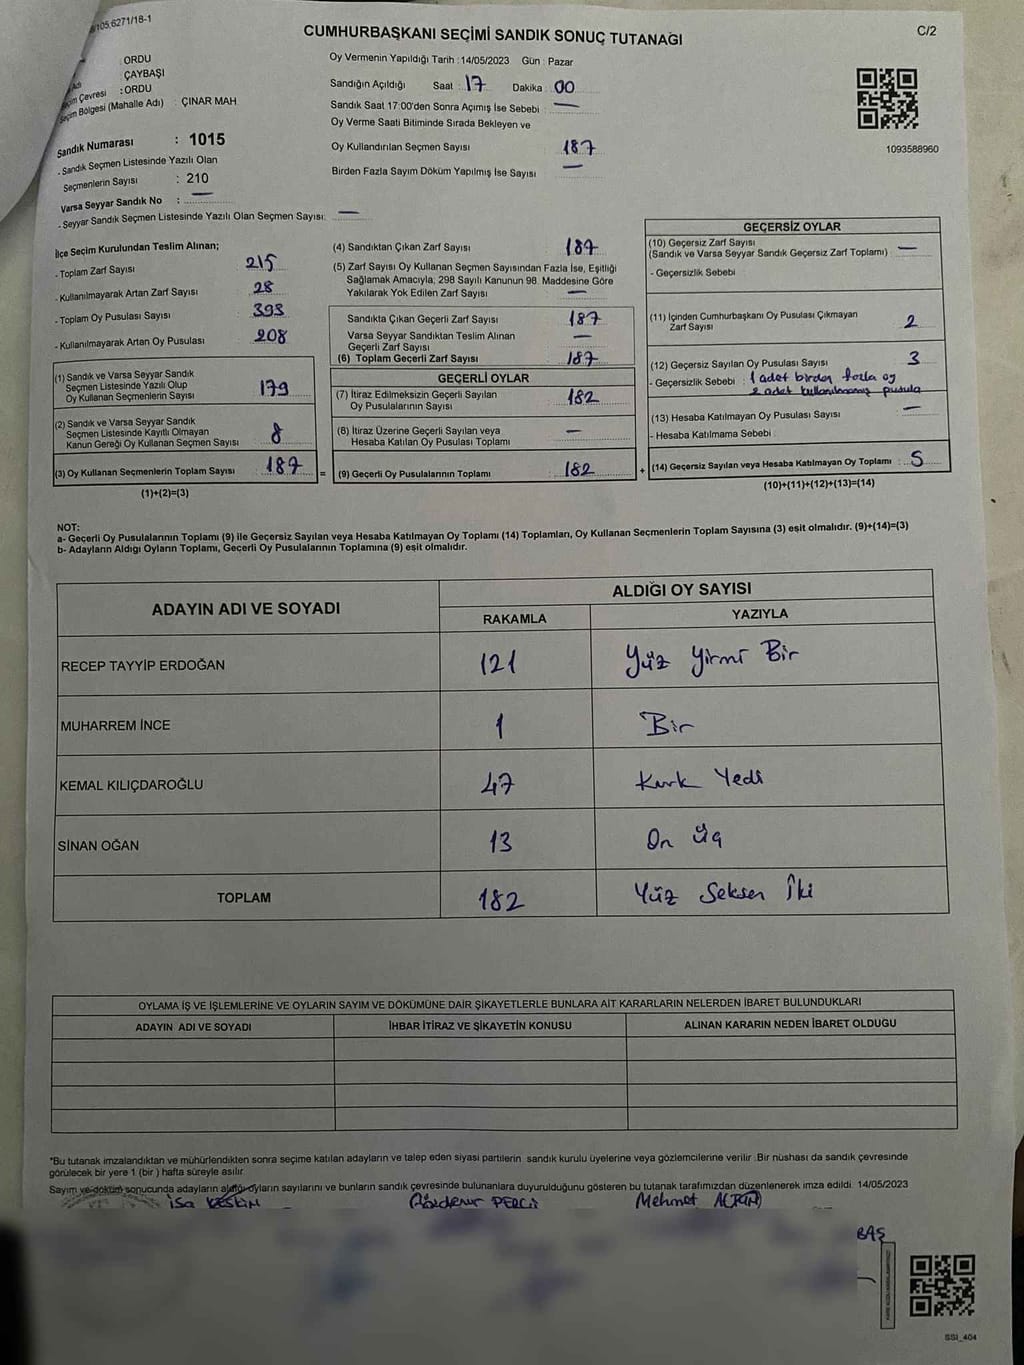 105,6271/18-1
CUMHURBAŞKANI SEÇİMİ SANDIK SONUÇ TUTANAĞI
C/2
: ORDU
: ÇAYBAŞI
Seçim Çevresi : ORDU
Seçim Bölgesi (Mahalle Adı) : ÇINAR MAH
Sandık Numarası : 1015
- Sandık Seçmen Listesinde Yazılı Olan
Seçmenlerin Sayısı : 210
Varsa Seyyar Sandık No : —
- Seyyar Sandık Seçmen Listesinde Yazılı Olan Seçmen Sayısı: —
Oy Vermenin Yapıldığı Tarih : 14/05/2023 Gün : Pazar
Sandığın Açıldığı Saat : 17 Dakika : 00
Sandık Saat 17:00'den Sonra Açımış İse Sebebi : —
Oy Verme Saati Bitiminde Sırada Bekleyen ve
Oy Kullandırılan Seçmen Sayısı 187
Birden Fazla Sayım Döküm Yapılmış İse Sayısı —
1093588960
İlçe Seçim Kurulundan Teslim Alınan;
- Toplam Zarf Sayısı 215
- Kullanılmayarak Artan Zarf Sayısı 28
- Toplam Oy Pusulası Sayısı 393
- Kullanılmayarak Artan Oy Pusulası 208
(1) Sandık ve Varsa Seyyar Sandık
Seçmen Listesinde Yazılı Olup
Oy Kullanan Seçmenlerin Sayısı 179
(2) Sandık ve Varsa Seyyar Sandık
Seçmen Listesinde Kayıtlı Olmayan
Kanun Gereği Oy Kullanan Seçmen Sayısı 8
(3) Oy Kullanan Seçmenlerin Toplam Sayısı 187 =
(1)+(2)=(3)
(4) Sandıktan Çıkan Zarf Sayısı 187
(5) Zarf Sayısı Oy Kullanan Seçmen Sayısından Fazla İse, Eşitliği
Sağlamak Amacıyla, 298 Sayılı Kanunun 98. Maddesine Göre
Yakılarak Yok Edilen Zarf Sayısı —
Sandıkta Çıkan Geçerli Zarf Sayısı 187
Varsa Seyyar Sandıktan Teslim Alınan
Geçerli Zarf Sayısı —
(6) Toplam Geçerli Zarf Sayısı 187
GEÇERLİ OYLAR
(7) İtiraz Edilmeksizin Geçerli Sayılan
Oy Pusulalarının Sayısı 182
(8) İtiraz Üzerine Geçerli Sayılan veya
Hesaba Katılan Oy Pusulası Toplamı —
(9) Geçerli Oy Pusulalarının Toplamı 182 +
GEÇERSİZ OYLAR
(10) Geçersiz Zarf Sayısı
(Sandık ve Varsa Seyyar Sandık Geçersiz Zarf Toplamı) —
- Geçersizlik Sebebi :
(11) İçinden Cumhurbaşkanı Oy Pusulası Çıkmayan
Zarf Sayısı 2
(12) Geçersiz Sayılan Oy Pusulası Sayısı 3
- Geçersizlik Sebebi : 1 adet birden fazla oy
2 adet kullanılmamış pusula
(13) Hesaba Katılmayan Oy Pusulası Sayısı —
- Hesaba Katılmama Sebebi :
(14) Geçersiz Sayılan veya Hesaba Katılmayan Oy Toplamı : 5
(10)+(11)+(12)+(13)=(14)
NOT:
a- Geçerli Oy Pusulalarının Toplamı (9) ile Geçersiz Sayılan veya Hesaba Katılmayan Oy Toplamı (14) Toplamları, Oy Kullanan Seçmenlerin Toplam Sayısına (3) eşit olmalıdır. (9)+(14)=(3)
b- Adayların Aldığı Oyların Toplamı, Geçerli Oy Pusulalarının Toplamına (9) eşit olmalıdır.
ADAYIN ADI VE SOYADI ALDIĞI OY SAYISI
RAKAMLA YAZIYLA
RECEP TAYYİP ERDOĞAN 121 Yüz Yirmi Bir
MUHARREM İNCE 1 Bir
KEMAL KILIÇDAROĞLU 47 Kırk Yedi
SİNAN OĞAN 13 On Üç
TOPLAM 182 Yüz Seksen İki
OYLAMA İŞ VE İŞLEMLERİNE VE OYLARIN SAYIM VE DÖKÜMÜNE DAİR ŞİKAYETLERLE BUNLARA AİT KARARLARIN NELERDEN İBARET BULUNDUKLARI
ADAYIN ADI VE SOYADI İHBAR İTİRAZ VE ŞİKAYETİN KONUSU ALINAN KARARIN NEDEN İBARET OLDUĞU
*Bu tutanak imzalandıktan ve mühürlendikten sonra seçime katılan adayların ve talep eden siyasi partilerin sandık kurulu üyelerine veya gözlemcilerine verilir. Bir nüshası da sandık çevresinde
görülecek bir yere 1 (bir) hafta süreyle asılır.
Sayım ve döküm sonucunda adayların aldığı oyların sayılarını ve bunların sandık çevresinde bulunanlara duyurulduğunu gösteren bu tutanak tarafımızdan düzenlenerek imza edildi. 14/05/2023
İsa KESKİN Mehmet
BAŞ
SSI_404